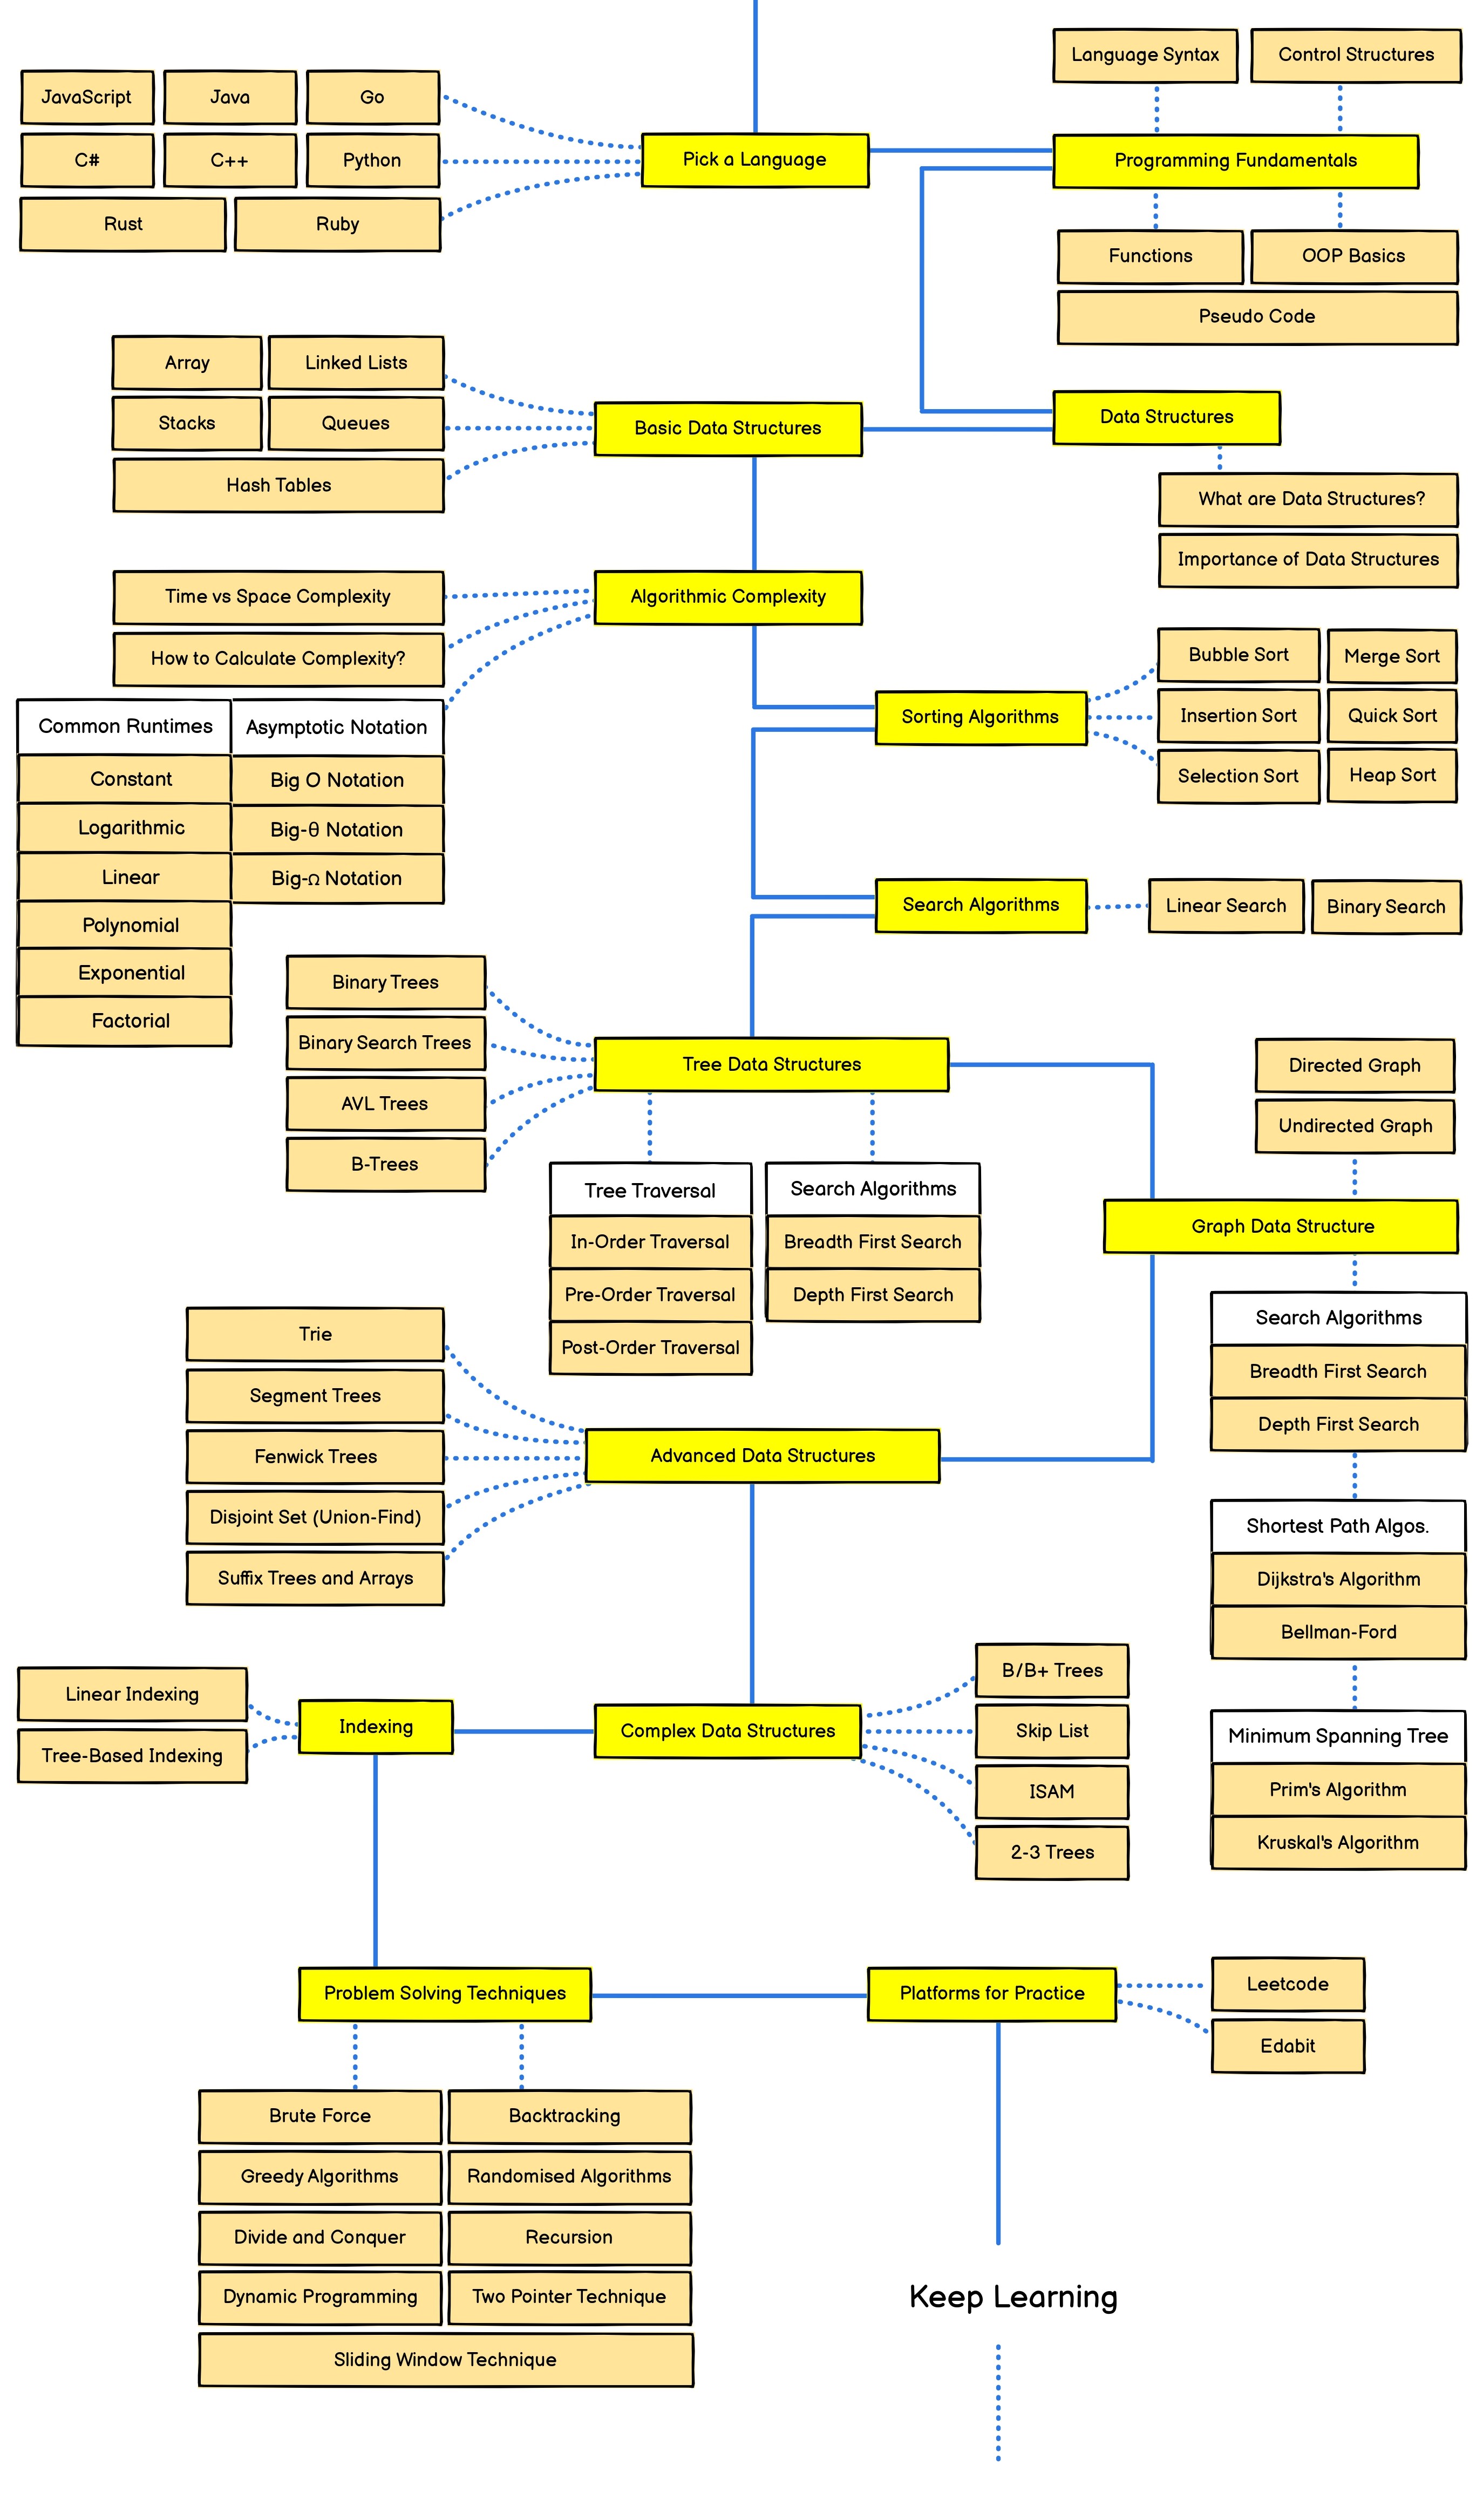 Language Syntax
Control Structures
JavaScript
Java
Go
C#
C++
Python
Rust
Ruby
Pick a Language
Programming Fundamentals
Functions
OOP Basics
Pseudo Code
Array
Linked Lists
Stacks
Queues
Hash Tables
Basic Data Structures
Data Structures
What are Data Structures?
Importance of Data Structures
Time vs Space Complexity
How to Calculate Complexity?
Algorithmic Complexity
Common Runtimes
Constant
Logarithmic
Linear
Polynomial
Exponential
Factorial
Asymptotic Notation
Big O Notation
Big-θ Notation
Big-Ω Notation
Sorting Algorithms
Bubble Sort
Merge Sort
Insertion Sort
Quick Sort
Selection Sort
Heap Sort
Search Algorithms
Linear Search
Binary Search
Binary Trees
Binary Search Trees
AVL Trees
B-Trees
Tree Data Structures
Tree Traversal
In-Order Traversal
Pre-Order Traversal
Post-Order Traversal
Search Algorithms
Breadth First Search
Depth First Search
Directed Graph
Undirected Graph
Graph Data Structure
Search Algorithms
Breadth First Search
Depth First Search
Shortest Path Algos.
Dijkstra's Algorithm
Bellman-Ford
Minimum Spanning Tree
Prim's Algorithm
Kruskal's Algorithm
Trie
Segment Trees
Fenwick Trees
Disjoint Set (Union-Find)
Suffix Trees and Arrays
Advanced Data Structures
Linear Indexing
Tree-Based Indexing
Indexing
Complex Data Structures
B/B+ Trees
Skip List
ISAM
2-3 Trees
Problem Solving Techniques
Platforms for Practice
Leetcode
Edabit
Brute Force
Backtracking
Greedy Algorithms
Randomised Algorithms
Divide and Conquer
Recursion
Dynamic Programming
Two Pointer Technique
Sliding Window Technique
Keep Learning